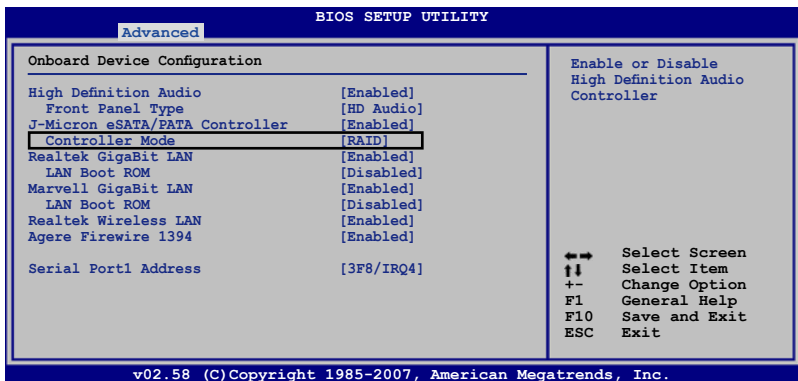 BIOS SETUP UTILITY
Advanced
Onboard Device Configuration
High Definition Audio [Enabled]
Front Panel Type [HD Audio]
J-Micron eSATA/PATA Controller [Enabled]
Controller Mode [RAID]
Realtek GigaBit LAN [Enabled]
LAN Boot ROM [Disabled]
Marvell GigaBit LAN [Enabled]
LAN Boot ROM [Disabled]
Realtek Wireless LAN [Enabled]
Agere Firewire 1394 [Enabled]
Serial Port1 Address [3F8/IRQ4]
Enable or Disable
High Definition Audio
Controller
←→ Select Screen
↑↓ Select Item
+- Change Option
F1 General Help
F10 Save and Exit
ESC Exit
v02.58 (C)Copyright 1985-2007, American Megatrends, Inc.